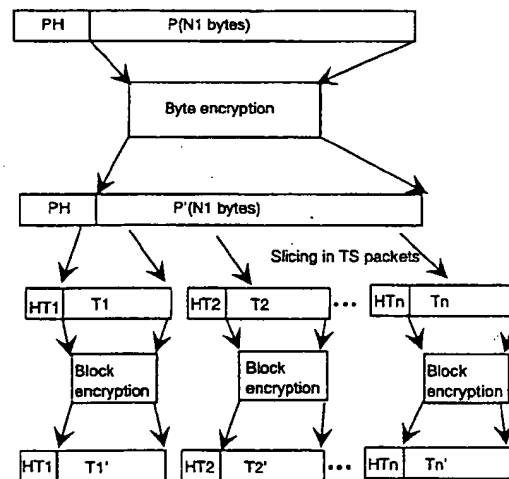 PH P(N1 bytes)
Byte encryption
PH P'(N1 bytes)
Slicing in TS packets
HT1 T1 HT2 T2 ••• HTn Tn
Block encryption Block encryption Block encryption
HT1 T1' HT2 T2' ••• HTn Tn'